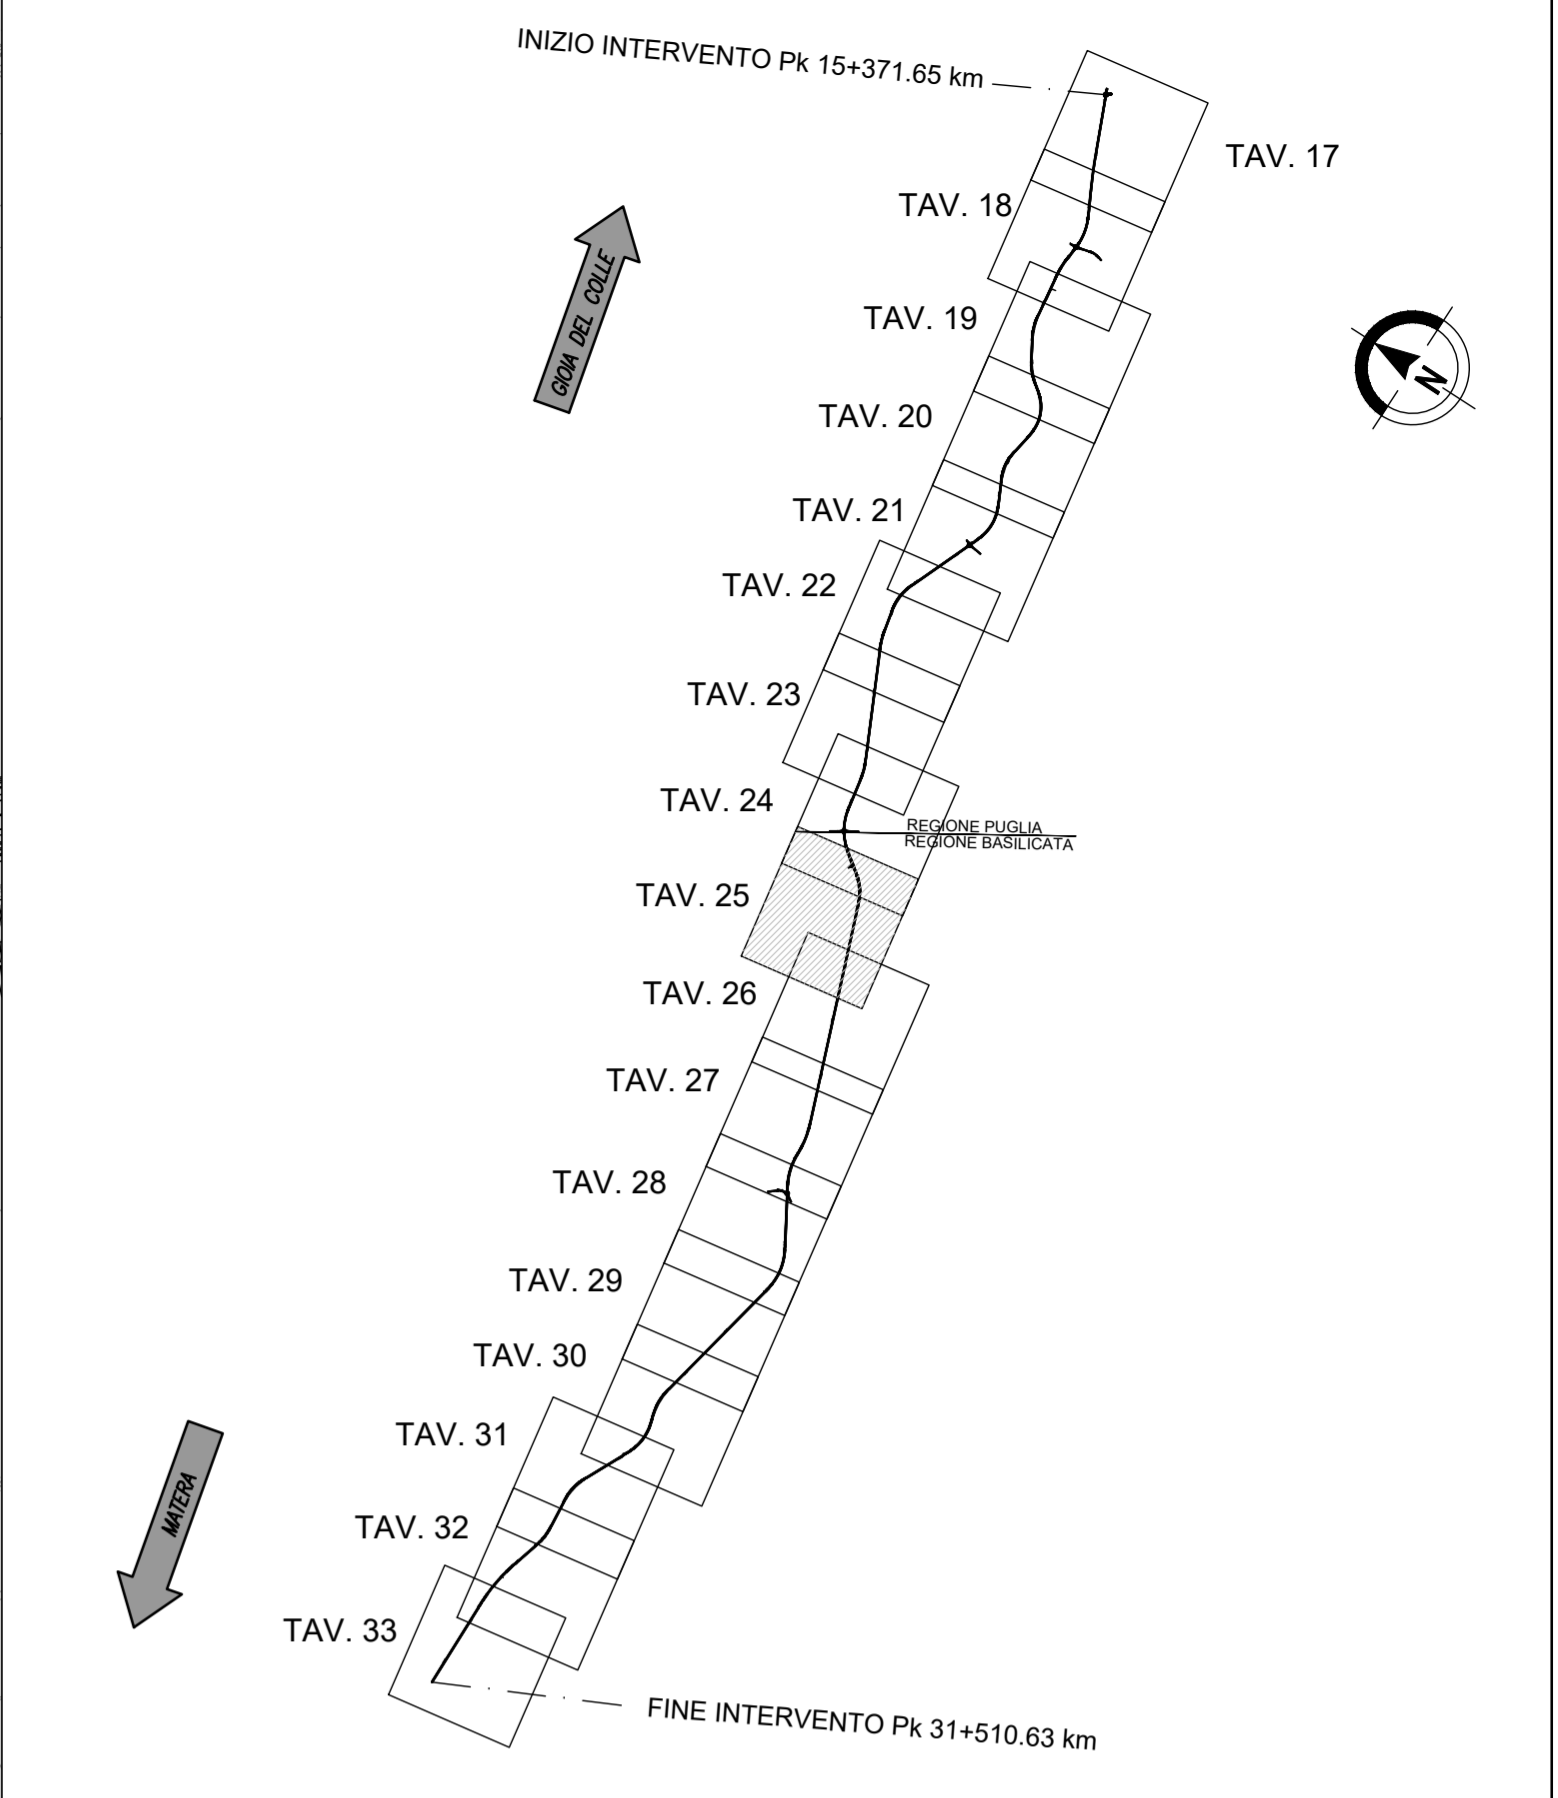 INIZIO INTERVENTO Pk 15+371.65 km
TAV. 17
TAV. 18
GIOIA DEL COLLE
TAV. 19
N
TAV. 20
TAV. 21
TAV. 22
TAV. 23
TAV. 24
REGIONE PUGLIA
REGIONE BASILICATA
TAV. 25
TAV. 26
TAV. 27
TAV. 28
TAV. 29
TAV. 30
TAV. 31
MATERA
TAV. 32
TAV. 33
FINE INTERVENTO Pk 31+510.63 km